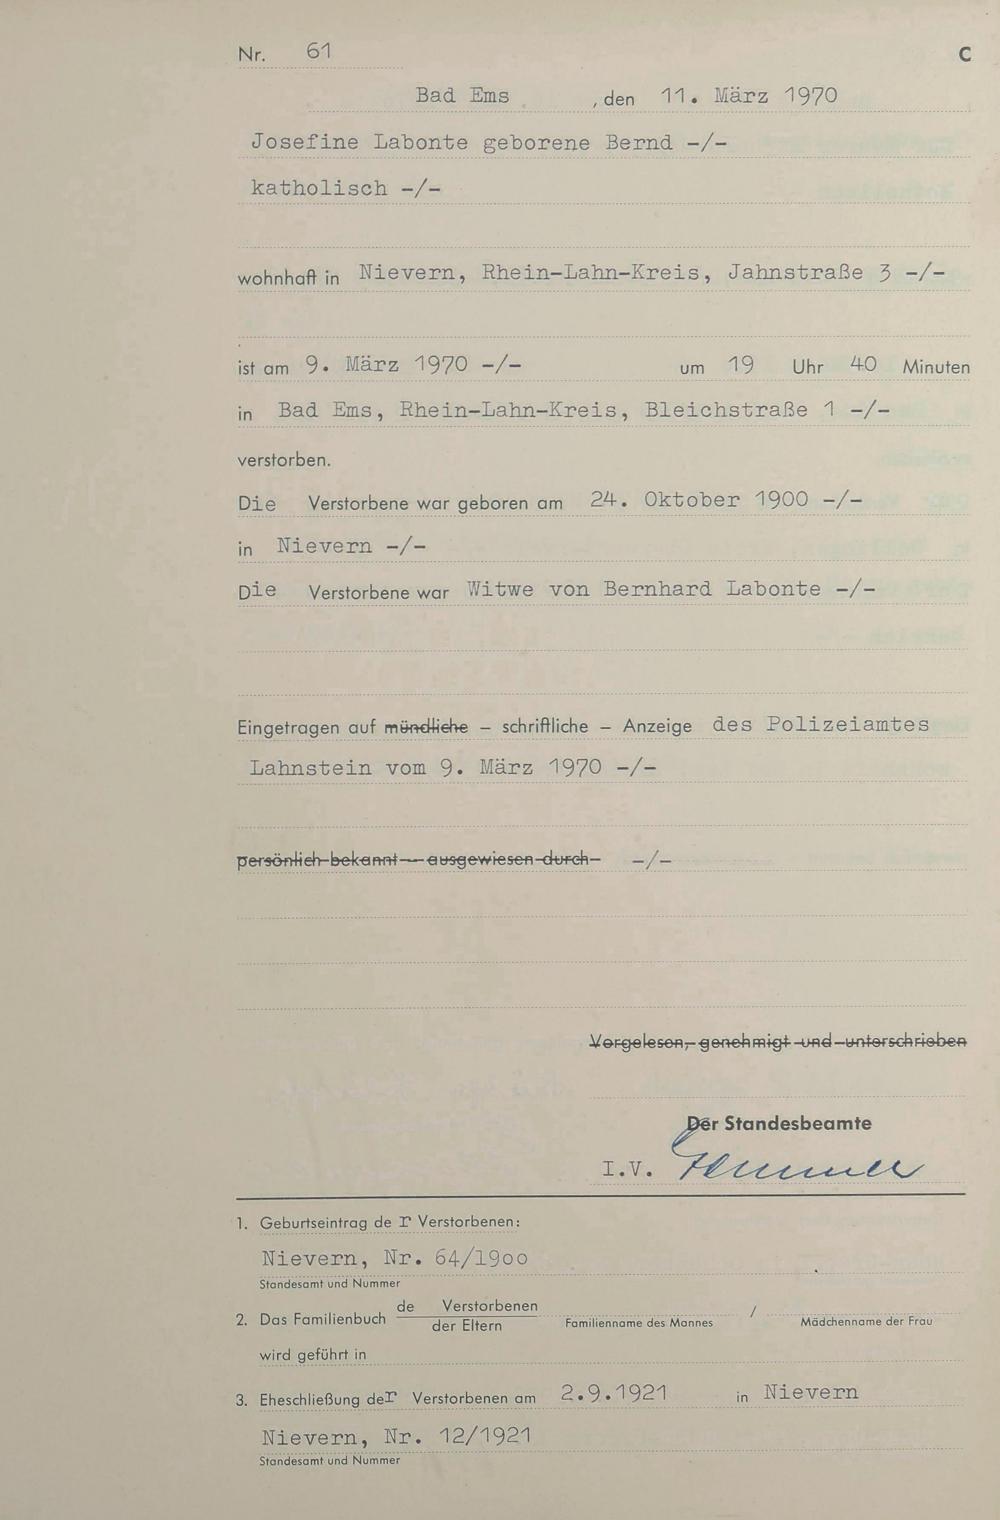 Nr. 61 C
Bad Ems , den 11. März 1970
Josefine Labonte geborene Bernd -/-
katholisch -/-
wohnhaft in Nievern, Rhein-Lahn-Kreis, Jahnstraße 3 -/-
ist am 9. März 1970 -/- um 19 Uhr 40 Minuten
in Bad Ems, Rhein-Lahn-Kreis, Bleichstraße 1 -/-
verstorben.
Die Verstorbene war geboren am 24. Oktober 1900 -/-
in Nievern -/-
Die Verstorbene war Witwe von Bernhard Labonte -/-
Eingetragen auf mündliche – schriftliche – Anzeige des Polizeiamtes
Lahnstein vom 9. März 1970 -/-
persönlich bekannt – ausgewiesen durch -/-
Vorgelesen, genehmigt und unterschrieben
Der Standesbeamte
I.V.
1. Geburtseintrag de r Verstorbenen:
Nievern, Nr. 64/19oo
Standesamt und Nummer
2. Das Familienbuch de Verstorbenen / 
der Eltern Familienname des Mannes Mädchenname der Frau
wird geführt in
3. Eheschließung der Verstorbenen am 2.9.1921 in Nievern
Nievern, Nr. 12/1921
Standesamt und Nummer